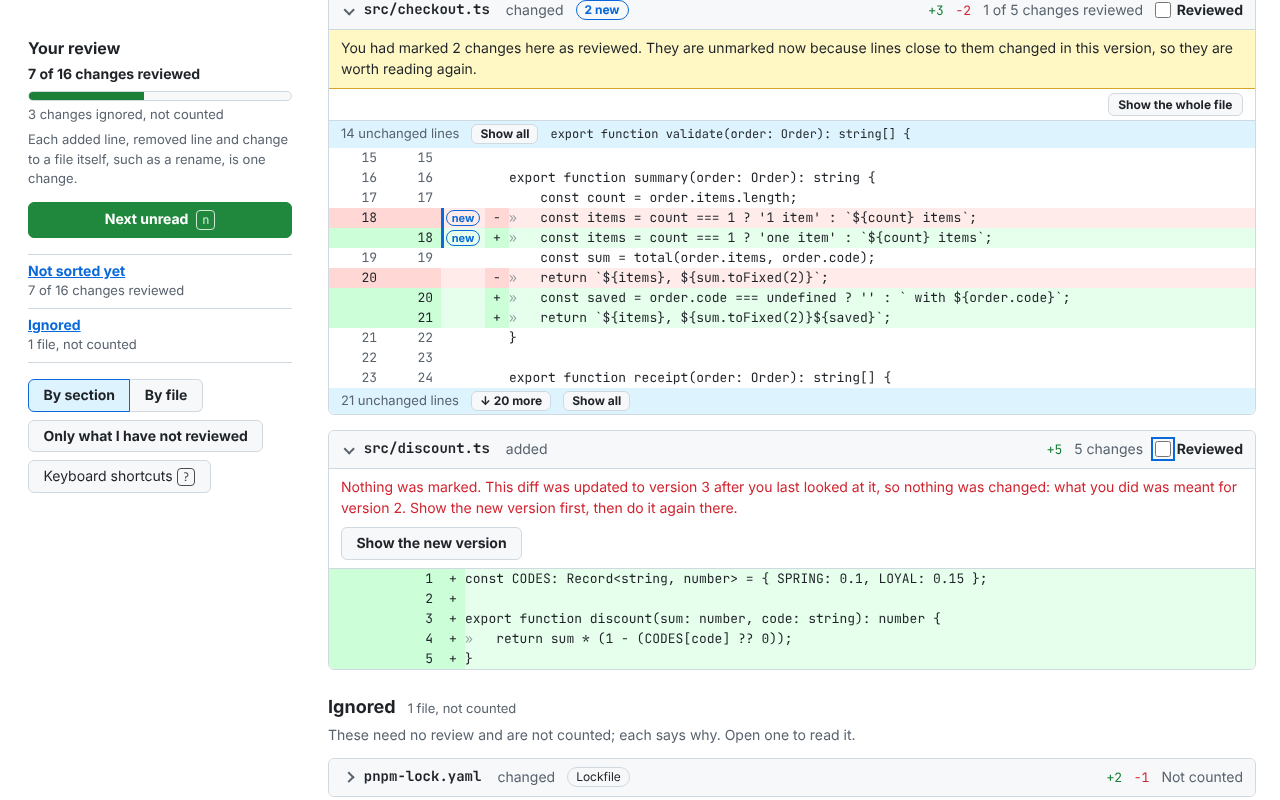 Your review
7 of 16 changes reviewed
3 changes ignored, not counted
Each added line, removed line and change
to a file itself, such as a rename, is one
change.
Next unread n
Not sorted yet
7 of 16 changes reviewed
Ignored
1 file, not counted
By section By file
Only what I have not reviewed
Keyboard shortcuts ?
src/checkout.ts changed 2 new +3 -2 1 of 5 changes reviewed Reviewed
You had marked 2 changes here as reviewed. They are unmarked now because lines close to them changed in this version, so they are
worth reading again.
Show the whole file
14 unchanged lines Show all export function validate(order: Order): string[] {
15 15
16 16 export function summary(order: Order): string {
17 17 const count = order.items.length;
18 new - » const items = count === 1 ? '1 item' : `${count} items`;
18 new + » const items = count === 1 ? 'one item' : `${count} items`;
19 19 const sum = total(order.items, order.code);
20 - » return `${items}, ${sum.toFixed(2)}`;
20 + » const saved = order.code === undefined ? '' : ` with ${order.code}`;
21 + » return `${items}, ${sum.toFixed(2)}${saved}`;
21 22 }
22 23
23 24 export function receipt(order: Order): string[] {
21 unchanged lines ↓ 20 more Show all
src/discount.ts added +5 5 changes Reviewed
Nothing was marked. This diff was updated to version 3 after you last looked at it, so nothing was changed: what you did was meant for
version 2. Show the new version first, then do it again there.
Show the new version
1 + const CODES: Record<string, number> = { SPRING: 0.1, LOYAL: 0.15 };
2 +
3 + export function discount(sum: number, code: string): number {
4 + » return sum * (1 - (CODES[code] ?? 0));
5 + }
Ignored 1 file, not counted
These need no review and are not counted; each says why. Open one to read it.
pnpm-lock.yaml changed Lockfile +2 -1 Not counted